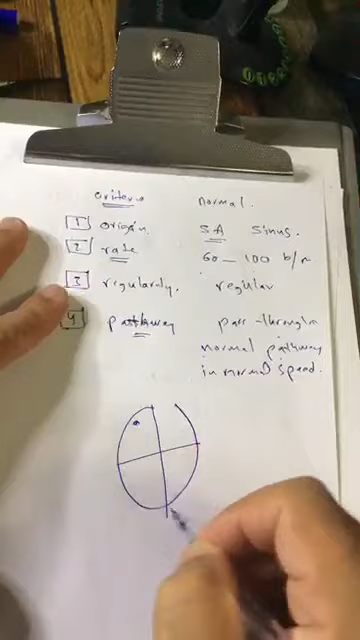 criteria normal.
1 origin. SA Sinus.
2 rate 60 - 100 b/m
3 regularity. regular
4 pathway pass through
normal pathway
in normal speed.